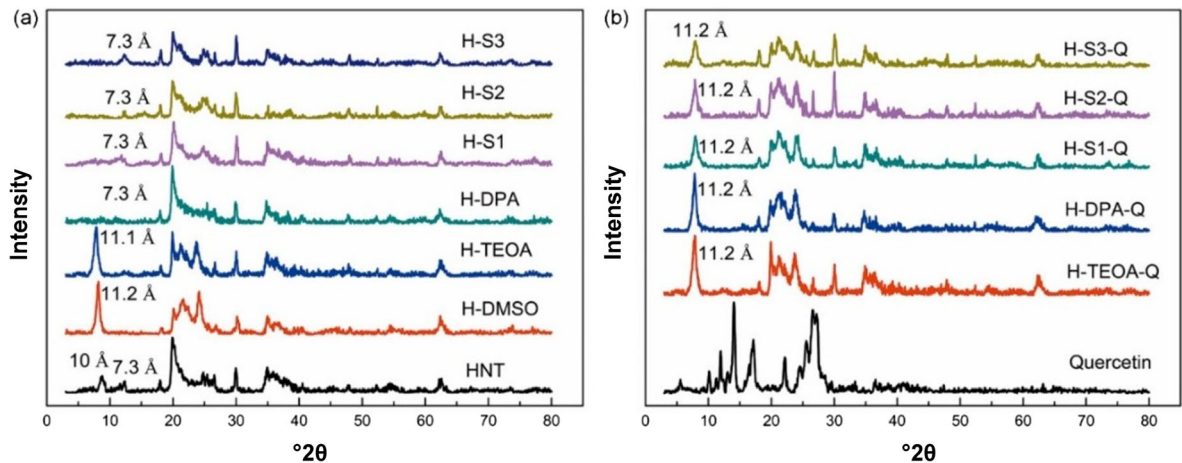 (a)
7.3 Å
H-S3
7.3 Å
H-S2
7.3 Å
H-S1
7.3 Å
H-DPA
11.1 Å
H-TEOA
11.2 Å
H-DMSO
10 Å 7.3 Å
HNT
Intensity
0 10 20 30 40 50 60 70 80
°2θ
(b)
11.2 Å
H-S3-Q
11.2 Å
H-S2-Q
11.2 Å
H-S1-Q
11.2 Å
H-DPA-Q
11.2 Å
H-TEOA-Q
Quercetin
Intensity
0 10 20 30 40 50 60 70 80
°2θ